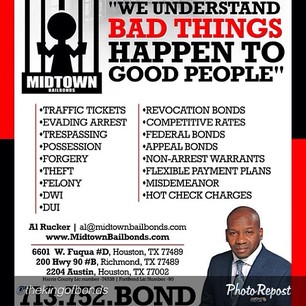 "WE UNDERSTAND
BAD THINGS
HAPPEN TO
GOOD PEOPLE"
MIDTOWN
BAILBONDS
•TRAFFIC TICKETS
•EVADING ARREST
•TRESPASSING
•POSSESSION
•FORGERY
•THEFT
•FELONY
•DWI
•DUI
•REVOCATION BONDS
•COMPETITIVE RATES
•FEDERAL BONDS
•APPEAL BONDS
•NON-ARREST WARRANTS
•FLEXIBLE PAYMENT PLANS
•MISDEMEANOR
•HOT CHECK CHARGES
Al Rucker | al@midtownbailbonds.com
www.MidtownBailbonds.com
6601 W. Fuqua #D, Houston, TX 77489
200 Hwy 90 #B, Richmond, TX 77489
2204 Austin, Houston, TX 77002
.BOND
thekingofbonds
PhotoRepost